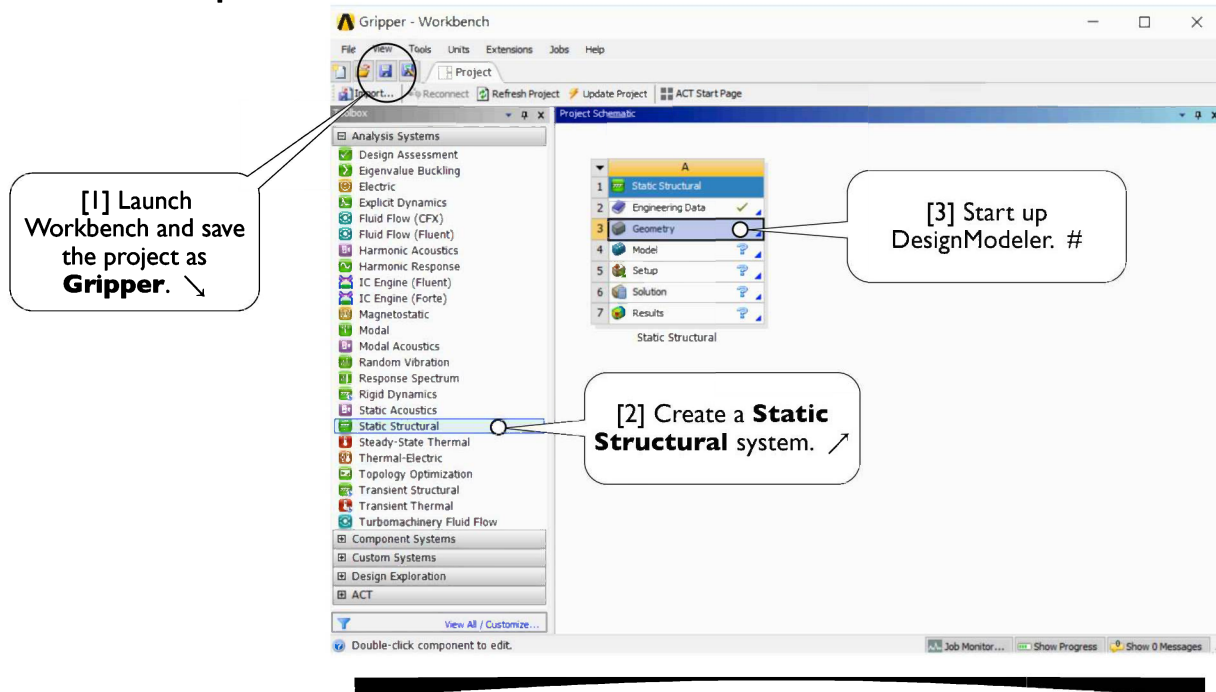 Gripper - Workbench
File View Tools Units Extensions Jobs Help
Project
Import... Reconnect Refresh Project Update Project ACT Start Page
Toolbox
Project Schematic
Analysis Systems
Design Assessment
Eigenvalue Buckling
Electric
Explicit Dynamics
Fluid Flow (CFX)
Fluid Flow (Fluent)
Harmonic Acoustics
Harmonic Response
IC Engine (Fluent)
IC Engine (Forte)
Magnetostatic
Modal
Modal Acoustics
Random Vibration
Response Spectrum
Rigid Dynamics
Static Acoustics
Static Structural
Steady-State Thermal
Thermal-Electric
Topology Optimization
Transient Structural
Transient Thermal
Turbomachinery Fluid Flow
Component Systems
Custom Systems
Design Exploration
ACT
View All / Customize...
A
1 Static Structural
2 Engineering Data
3 Geometry
4 Model
5 Setup
6 Solution
7 Results
Static Structural
[1] Launch
Workbench and save
the project as
Gripper. ↘
[2] Create a Static
Structural system. ↗
[3] Start up
DesignModeler. #
Double-click component to edit.
Job Monitor... Show Progress Show 0 Messages